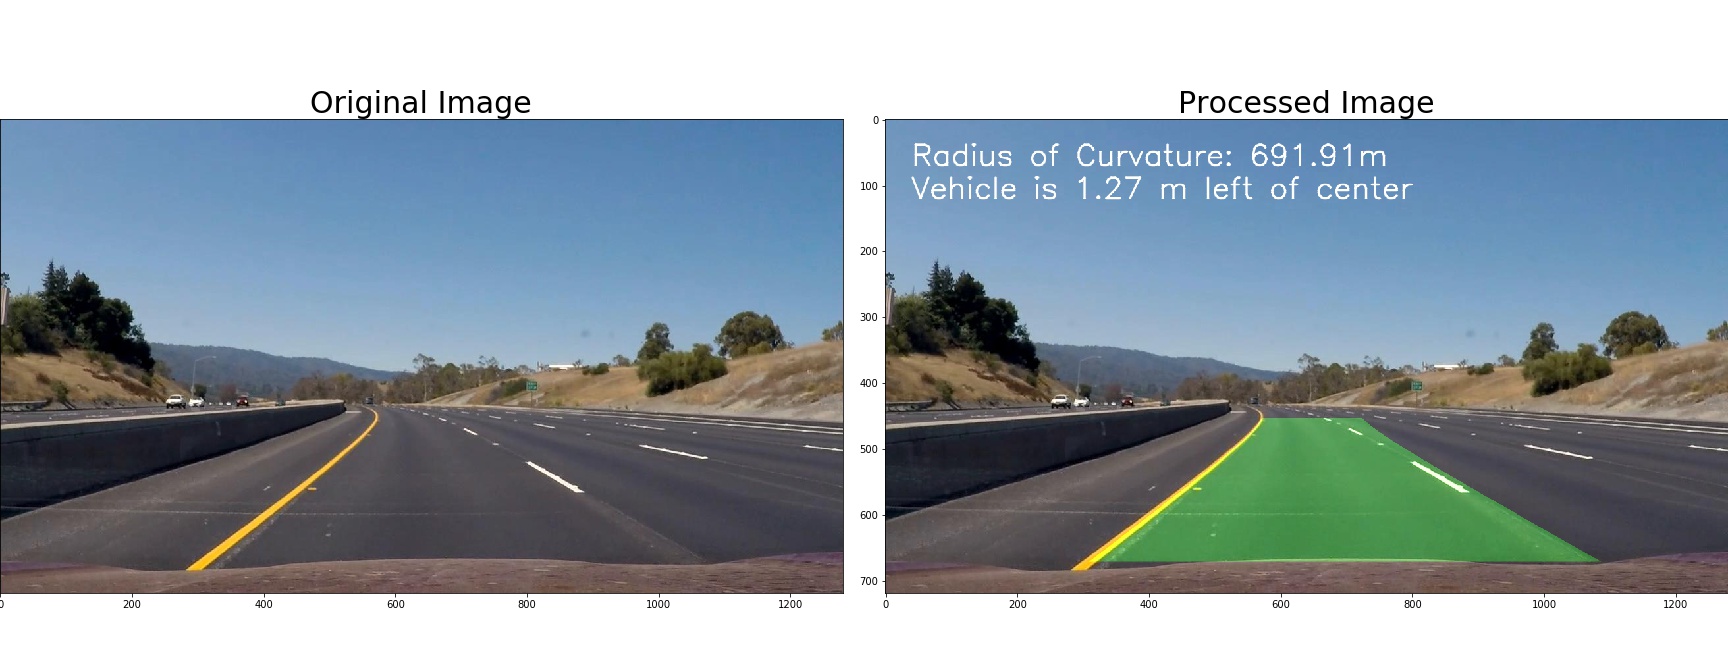 Original Image
Processed Image
Radius of Curvature: 691.91m
Vehicle is 1.27 m left of center
0
100
200
300
400
500
600
700
0 200 400 600 800 1000 1200
0 200 400 600 800 1000 1200